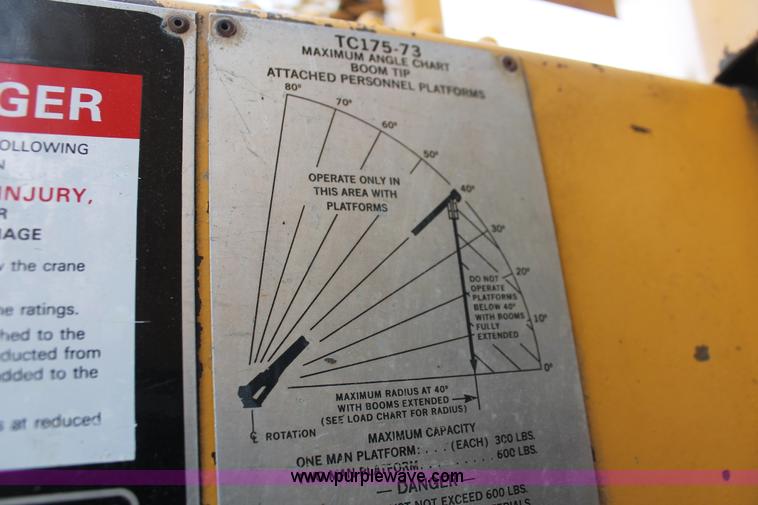 GER
OLLOWING
N
INJURY,
R
AGE
w the crane
e ratings.
hed to the
ducted from
added to the
s at reduced
TC175-73
MAXIMUM ANGLE CHART
BOOM TIP
ATTACHED PERSONNEL PLATFORMS
80°
70°
60°
50°
40°
30°
20°
10°
0°
OPERATE ONLY IN
THIS AREA WITH
PLATFORMS
DO NOT
OPERATE
PLATFORMS
BELOW 40°
WITH BOOMS
FULLY
EXTENDED
MAXIMUM RADIUS AT 40°
WITH BOOMS EXTENDED
(SEE LOAD CHART FOR RADIUS)
℄ ROTATION
MAXIMUM CAPACITY
ONE MAN PLATFORM: . . . (EACH) 300 LBS.
MAN PLATFORM. . . . . . . . . . 600 LBS.
www.purplewave.com
— DANGER —
NOT EXCEED 600 LBS.